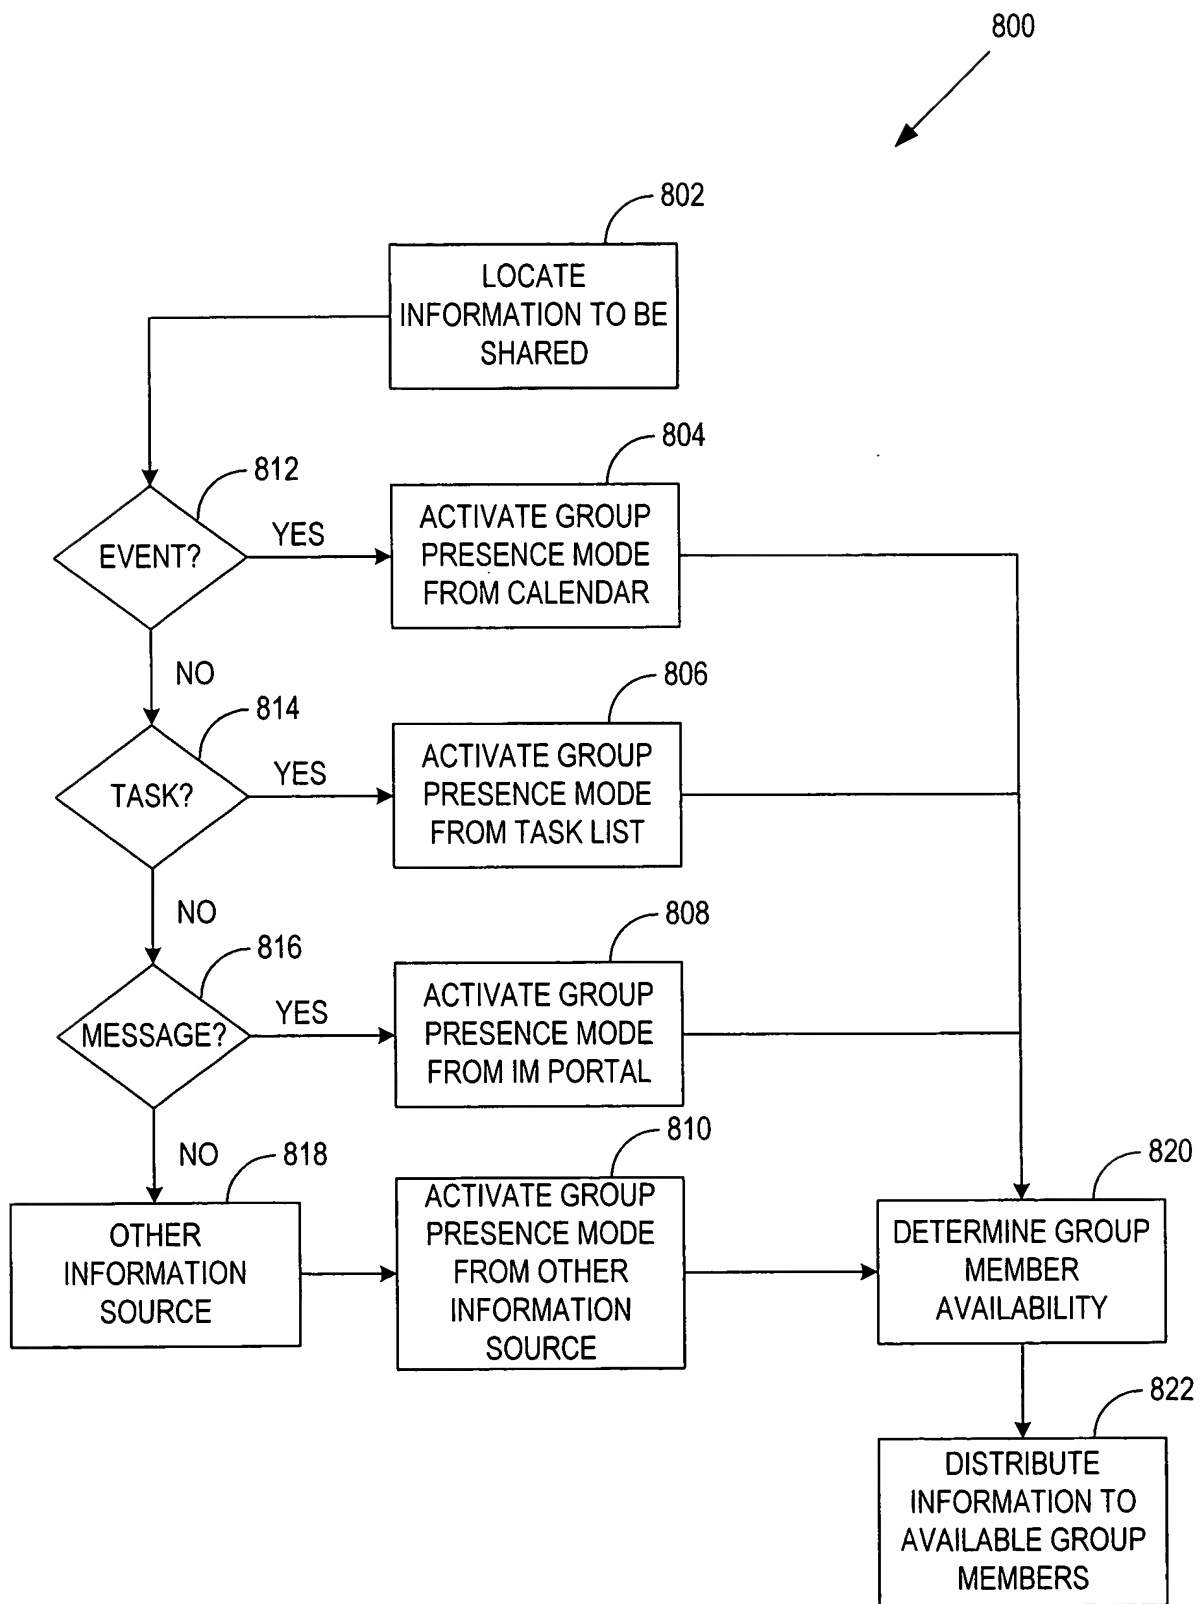 800
802
LOCATE
INFORMATION TO BE
SHARED
812
EVENT?
YES
804
ACTIVATE GROUP
PRESENCE MODE
FROM CALENDAR
NO
814
TASK?
YES
806
ACTIVATE GROUP
PRESENCE MODE
FROM TASK LIST
NO
816
MESSAGE?
YES
808
ACTIVATE GROUP
PRESENCE MODE
FROM IM PORTAL
NO
818
OTHER
INFORMATION
SOURCE
810
ACTIVATE GROUP
PRESENCE MODE
FROM OTHER
INFORMATION
SOURCE
820
DETERMINE GROUP
MEMBER
AVAILABILITY
822
DISTRIBUTE
INFORMATION TO
AVAILABLE GROUP
MEMBERS